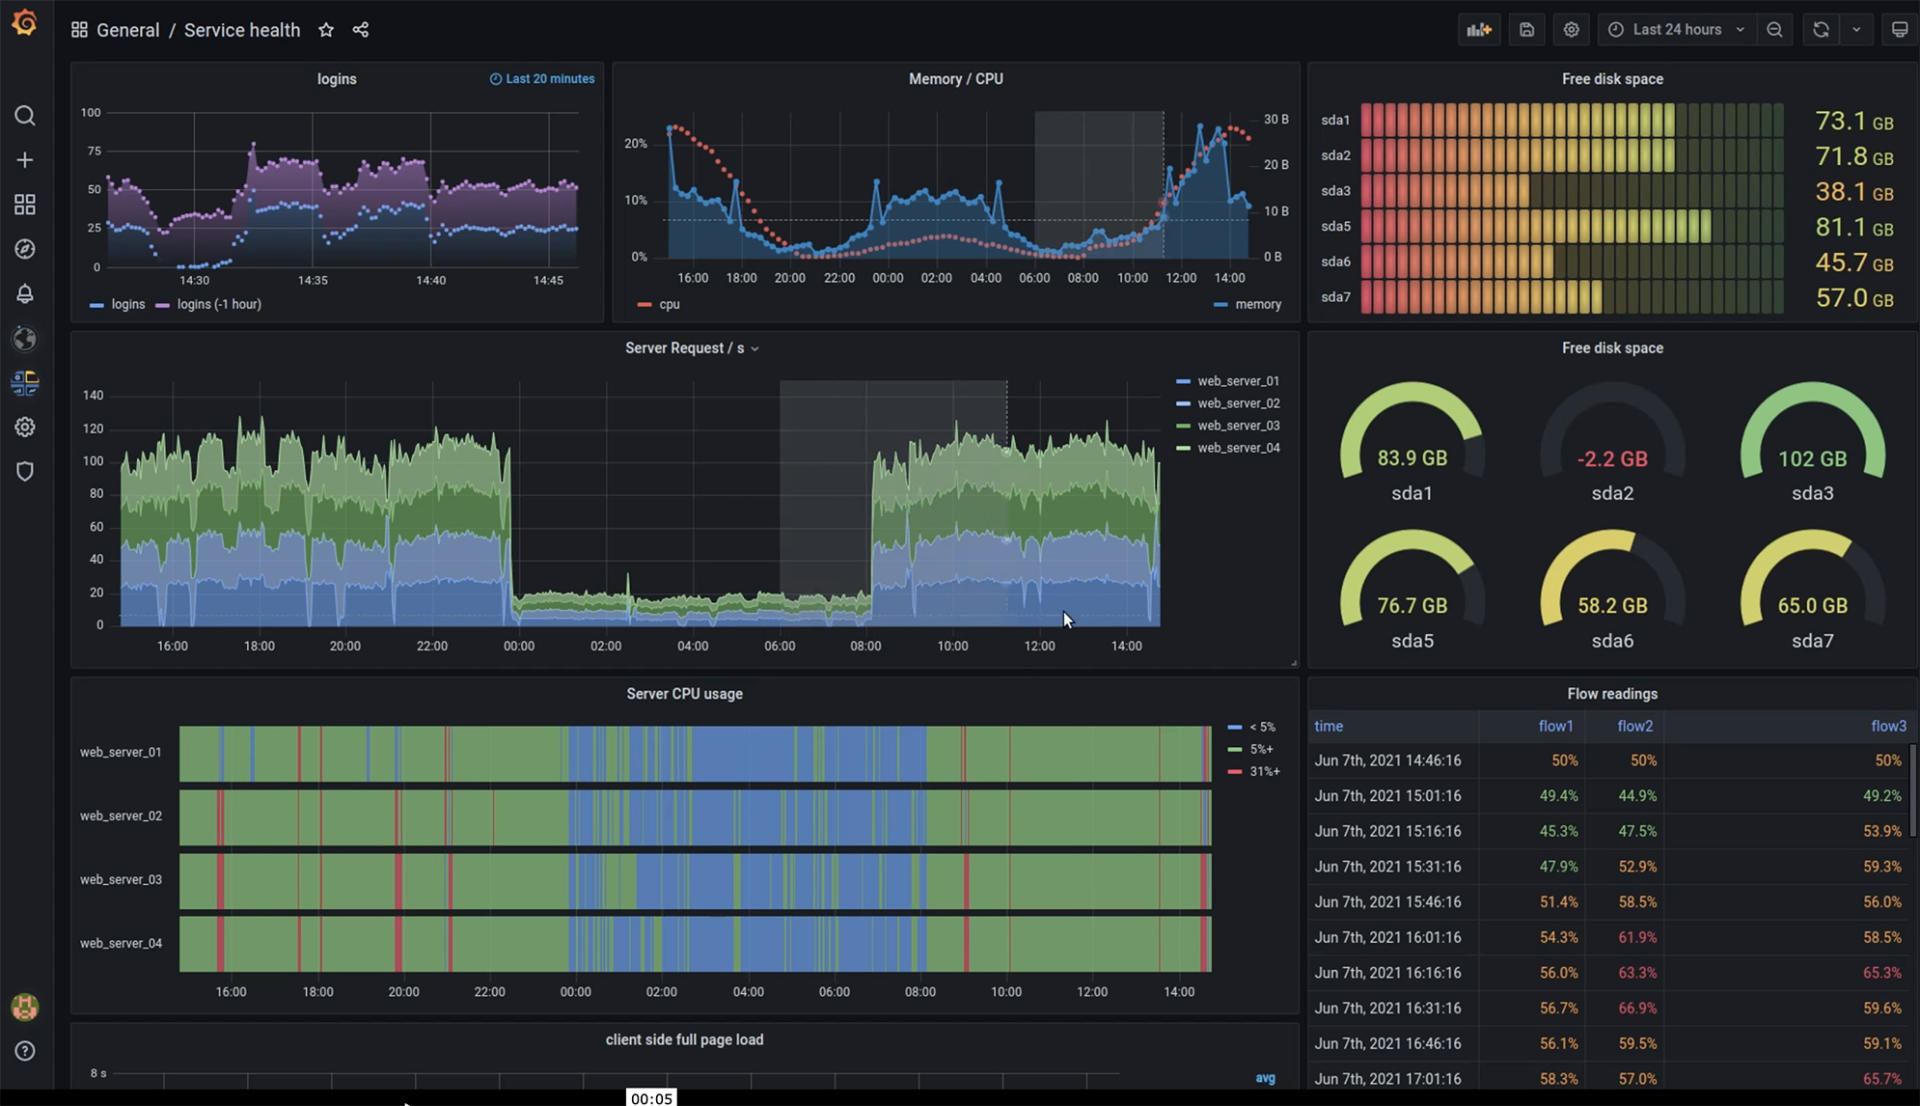 General / Service health
Last 24 hours
logins
Last 20 minutes
100
75
50
25
0
14:30 14:35 14:40 14:45
logins logins (-1 hour)
Memory / CPU
20%
10%
0%
30 B
20 B
10 B
0 B
16:00 18:00 20:00 22:00 00:00 02:00 04:00 06:00 08:00 10:00 12:00 14:00
cpu memory
Free disk space
sda1 73.1 GB
sda2 71.8 GB
sda3 38.1 GB
sda5 81.1 GB
sda6 45.7 GB
sda7 57.0 GB
Server Request / s
140
120
100
80
60
40
20
0
16:00 18:00 20:00 22:00 00:00 02:00 04:00 06:00 08:00 10:00 12:00 14:00
web_server_01
web_server_02
web_server_03
web_server_04
Free disk space
83.9 GB -2.2 GB 102 GB
sda1 sda2 sda3
76.7 GB 58.2 GB 65.0 GB
sda5 sda6 sda7
Server CPU usage
web_server_01
web_server_02
web_server_03
web_server_04
< 5%
5%+
31%+
16:00 18:00 20:00 22:00 00:00 02:00 04:00 06:00 08:00 10:00 12:00 14:00
Flow readings
time flow1 flow2 flow3
Jun 7th, 2021 14:46:16 50% 50% 50%
Jun 7th, 2021 15:01:16 49.4% 44.9% 49.2%
Jun 7th, 2021 15:16:16 45.3% 47.5% 53.9%
Jun 7th, 2021 15:31:16 47.9% 52.9% 59.3%
Jun 7th, 2021 15:46:16 51.4% 58.5% 56.0%
Jun 7th, 2021 16:01:16 54.3% 61.9% 58.5%
Jun 7th, 2021 16:16:16 56.0% 63.3% 65.3%
Jun 7th, 2021 16:31:16 56.7% 66.9% 59.6%
Jun 7th, 2021 16:46:16 56.1% 59.5% 59.1%
Jun 7th, 2021 17:01:16 58.3% 57.0% 65.7%
client side full page load
8 s
avg
00:05